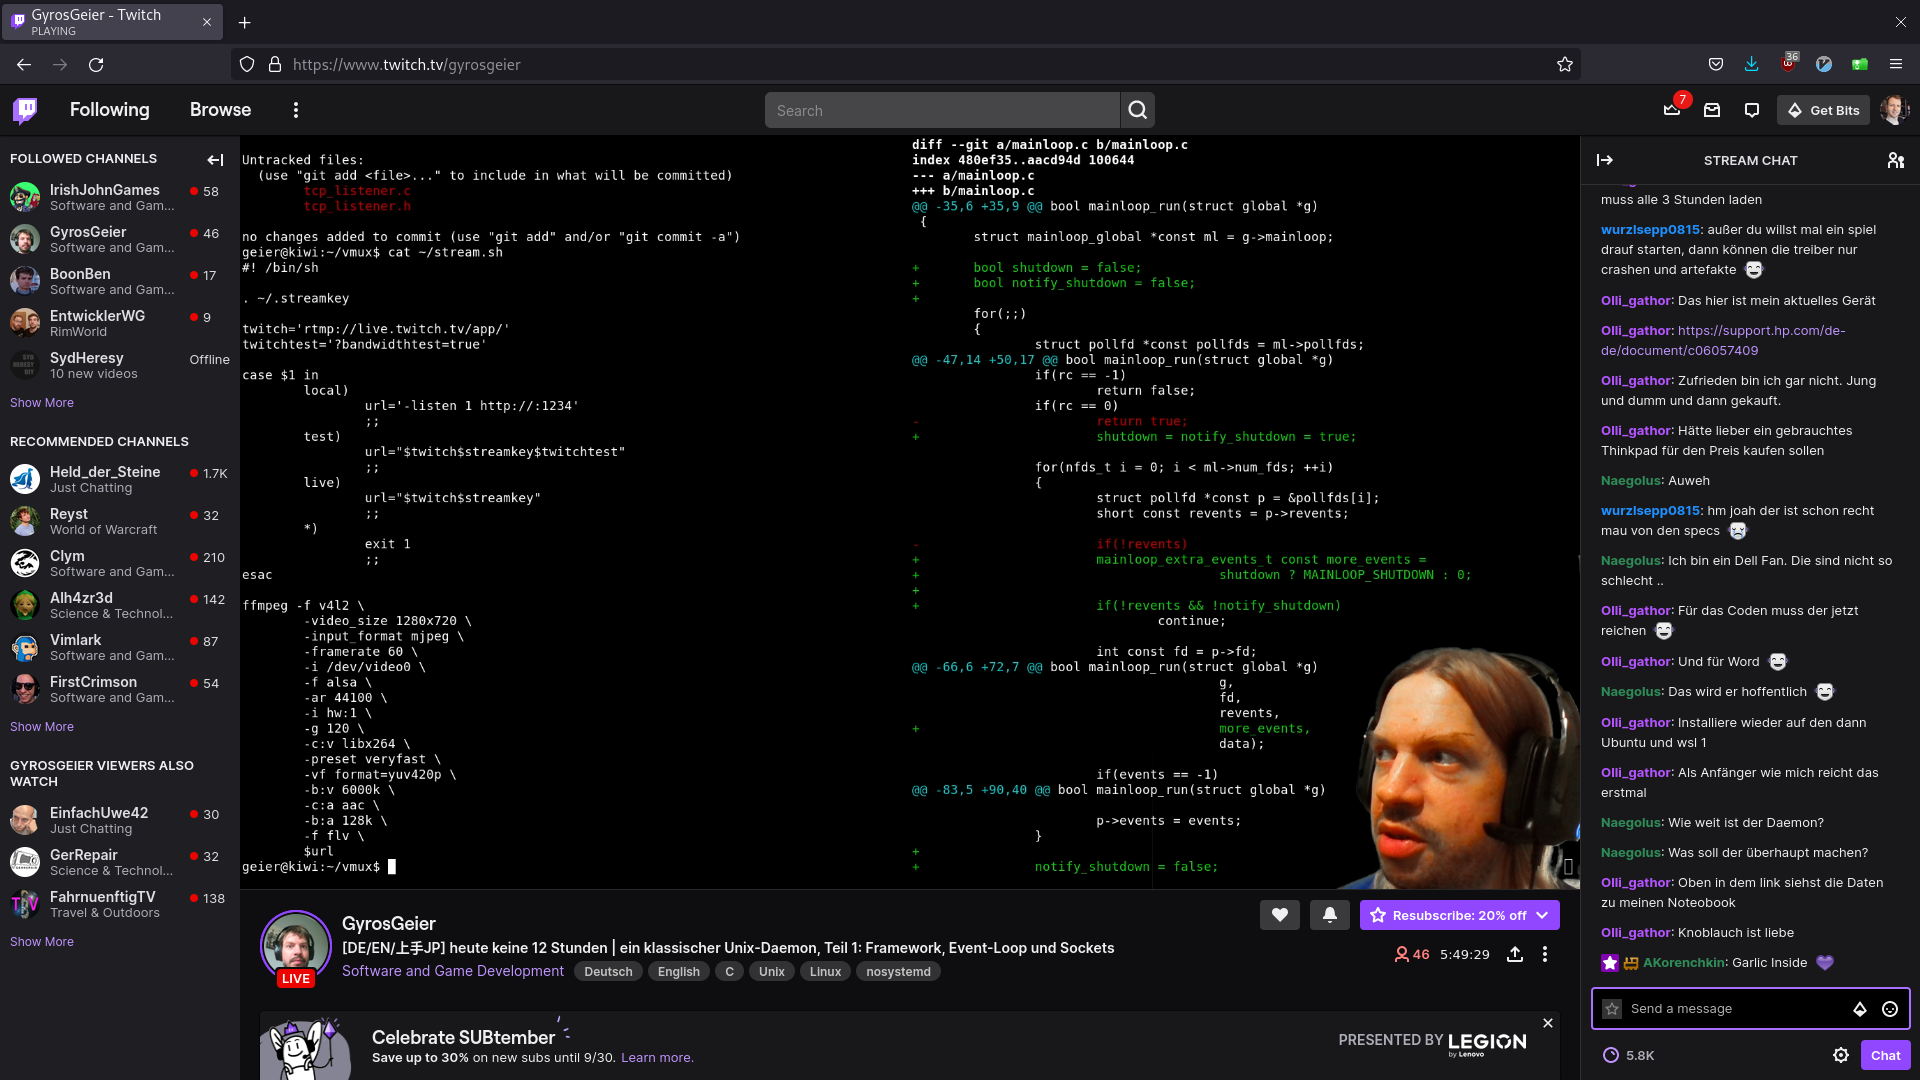 GyrosGeier - Twitch
PLAYING
https://www.twitch.tv/gyrosgeier
36
Following
Browse
Search
7
Get Bits
FOLLOWED CHANNELS
IrishJohnGames
58
Software and Gam...
GyrosGeier
46
Software and Gam...
BoonBen
17
Software and Gam...
EntwicklerWG
9
RimWorld
SydHeresy
Offline
10 new videos
Show More
RECOMMENDED CHANNELS
Held_der_Steine
1.7K
Just Chatting
Reyst
32
World of Warcraft
Clym
210
Software and Gam...
Alh4zr3d
142
Science & Technol...
Vimlark
87
Software and Gam...
FirstCrimson
54
Software and Gam...
Show More
GYROSGEIER VIEWERS ALSO
WATCH
EinfachUwe42
30
Just Chatting
GerRepair
32
Science & Technol...
FahrnuenftigTV
138
Travel & Outdoors
Show More
Untracked files:
(use "git add <file>..." to include in what will be committed)
tcp_listener.c
tcp_listener.h
no changes added to commit (use "git add" and/or "git commit -a")
geier@kiwi:~/vmux$ cat ~/stream.sh
#! /bin/sh
. ~/.streamkey
twitch='rtmp://live.twitch.tv/app/'
twitchtest='?bandwidthtest=true'
case $1 in
local)
url='-listen 1 http://:1234'
;;
test)
url="$twitch$streamkey$twitchtest"
;;
live)
url="$twitch$streamkey"
;;
*)
exit 1
;;
esac
ffmpeg -f v4l2 \
-video_size 1280x720 \
-input_format mjpeg \
-framerate 60 \
-i /dev/video0 \
-f alsa \
-ar 44100 \
-i hw:1 \
-g 120 \
-c:v libx264 \
-preset veryfast \
-vf format=yuv420p \
-b:v 6000k \
-c:a aac \
-b:a 128k \
-f flv \
$url
geier@kiwi:~/vmux$
diff --git a/mainloop.c b/mainloop.c
index 480ef35..aacd94d 100644
--- a/mainloop.c
+++ b/mainloop.c
@@ -35,6 +35,9 @@ bool mainloop_run(struct global *g)
{
struct mainloop_global *const ml = g->mainloop;
+ bool shutdown = false;
+ bool notify_shutdown = false;
+
for(;;)
{
struct pollfd *const pollfds = ml->pollfds;
@@ -47,14 +50,17 @@ bool mainloop_run(struct global *g)
if(rc == -1)
return false;
if(rc == 0)
- return true;
+ shutdown = notify_shutdown = true;
for(nfds_t i = 0; i < ml->num_fds; ++i)
{
struct pollfd *const p = &pollfds[i];
short const revents = p->revents;
- if(!revents)
+ mainloop_extra_events_t const more_events =
+ shutdown ? MAINLOOP_SHUTDOWN : 0;
+
+ if(!revents && !notify_shutdown)
continue;
int const fd = p->fd;
@@ -66,6 +72,7 @@ bool mainloop_run(struct global *g)
g,
fd,
revents,
+ more_events,
data);
if(events == -1)
@@ -83,5 +90,40 @@ bool mainloop_run(struct global *g)
p->events = events;
}
+
+ notify_shutdown = false;
GyrosGeier
LIVE
[DE/EN/上手JP] heute keine 12 Stunden | ein klassischer Unix-Daemon, Teil 1: Framework, Event-Loop und Sockets
Software and Game Development
Deutsch
English
C
Unix
Linux
nosystemd
Resubscribe: 20% off
46
5:49:29
Celebrate SUBtember
Save up to 30% on new subs until 9/30. Learn more.
PRESENTED BY LEGION
by Lenovo
STREAM CHAT
muss alle 3 Stunden laden
wurzlsepp0815: außer du willst mal ein spiel
drauf starten, dann können die treiber nur
crashen und artefakte
Olli_gathor: Das hier ist mein aktuelles Gerät
Olli_gathor: https://support.hp.com/de-
de/document/c06057409
Olli_gathor: Zufrieden bin ich gar nicht. Jung
und dumm und dann gekauft.
Olli_gathor: Hätte lieber ein gebrauchtes
Thinkpad für den Preis kaufen sollen
Naegolus: Auweh
wurzlsepp0815: hm joah der ist schon recht
mau von den specs
Naegolus: Ich bin ein Dell Fan. Die sind nicht so
schlecht ..
Olli_gathor: Für das Coden muss der jetzt
reichen
Olli_gathor: Und für Word
Naegolus: Das wird er hoffentlich
Olli_gathor: Installiere wieder auf den dann
Ubuntu und wsl 1
Olli_gathor: Als Anfänger wie mich reicht das
erstmal
Naegolus: Wie weit ist der Daemon?
Naegolus: Was soll der überhaupt machen?
Olli_gathor: Oben in dem link siehst die Daten
zu meinen Noteobook
Olli_gathor: Knoblauch ist liebe
AKorenchkin: Garlic Inside
Send a message
5.8K
Chat